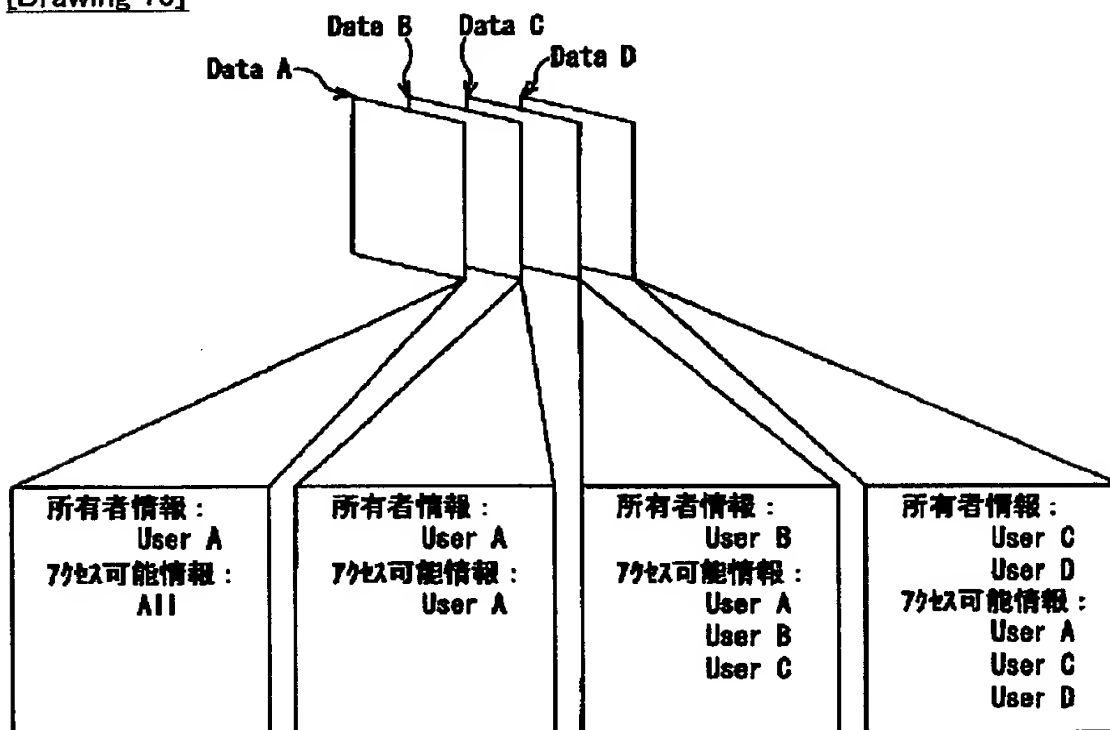 Data A
Data B
Data C
Data D
所有者情報：
User A
ｱｸｾｽ可能情報：
All
所有者情報：
User A
ｱｸｾｽ可能情報：
User A
所有者情報：
User B
ｱｸｾｽ可能情報：
User A
User B
User C
所有者情報：
User C
User D
ｱｸｾｽ可能情報：
User A
User C
User D